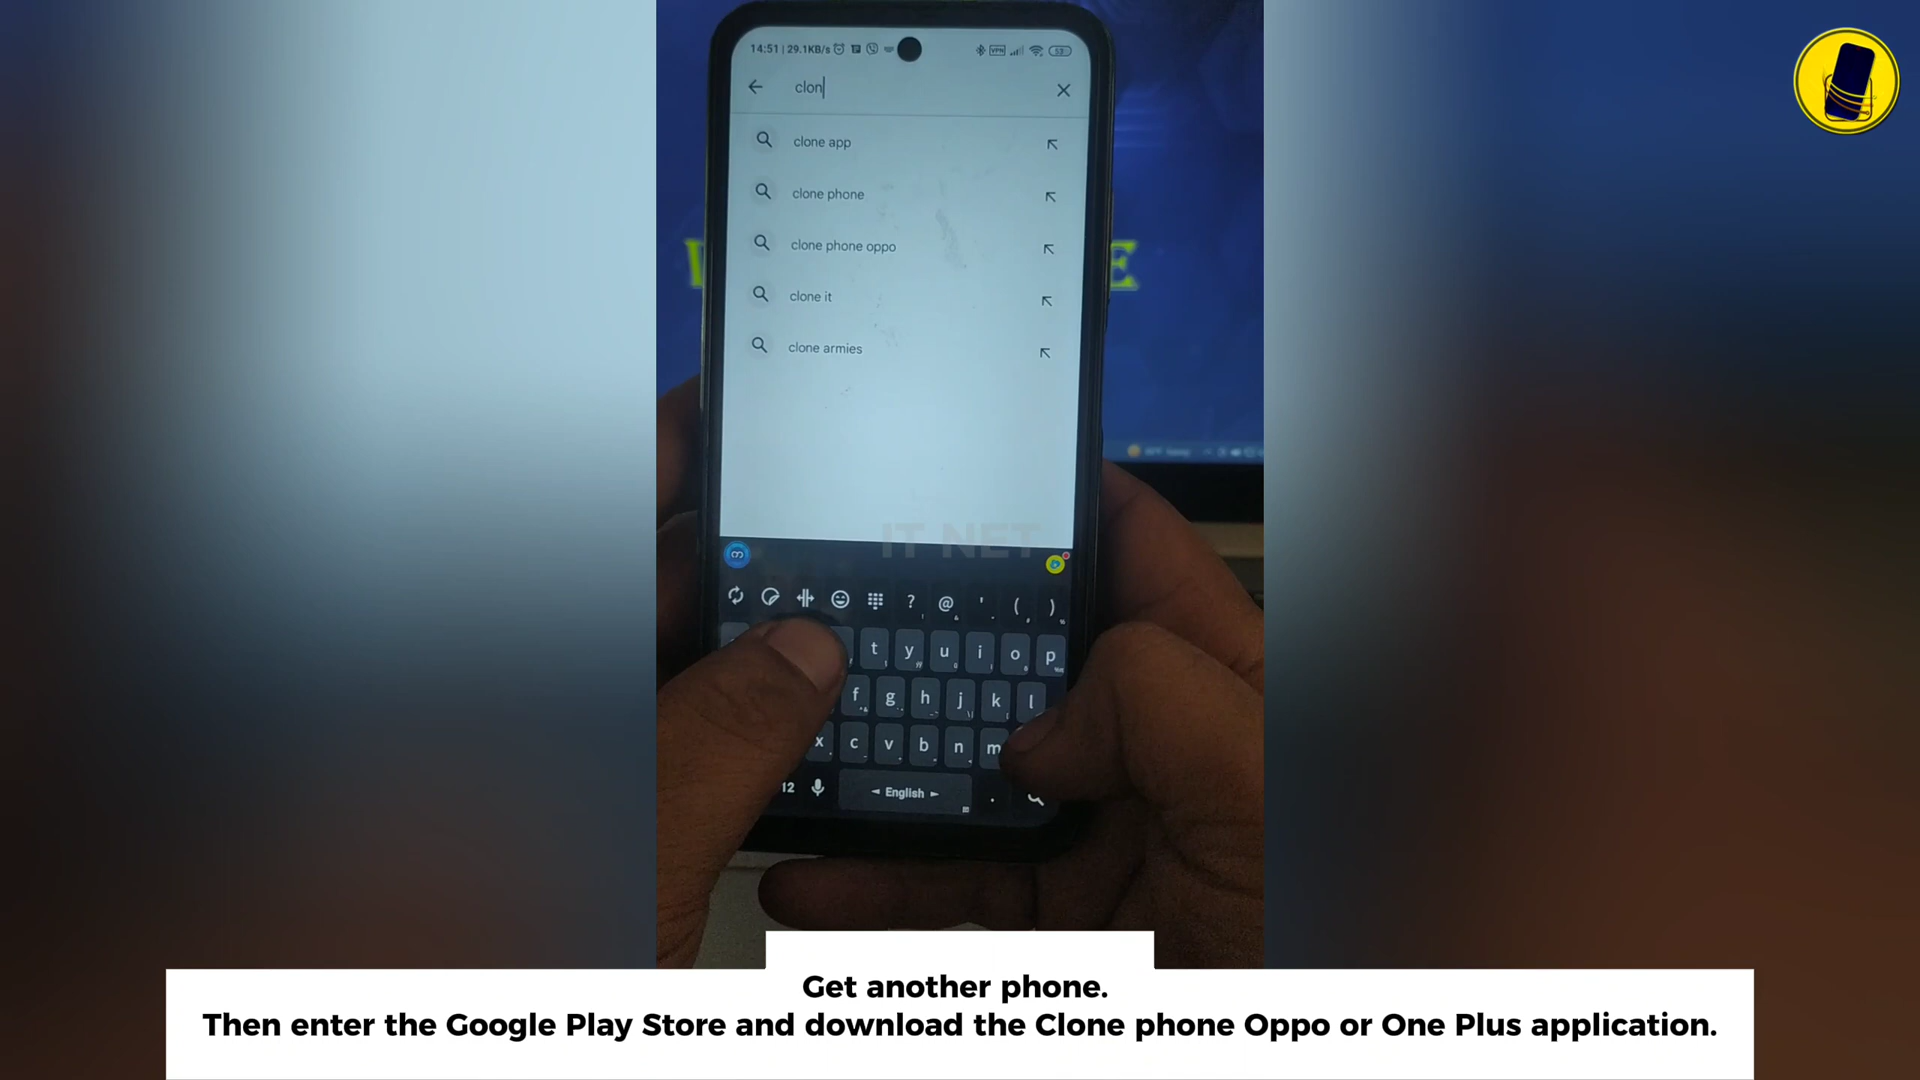 14:51 | 29.1KB/s
VPN
53
clon
clone app
clone phone
clone phone oppo
clone it
clone armies
E
IT NET
? @ ' ( )
t y u i o p
f g h j k l
x c v b n m
12 ◄ English ► .
Get another phone.
Then enter the Google Play Store and download the Clone phone Oppo or One Plus application.